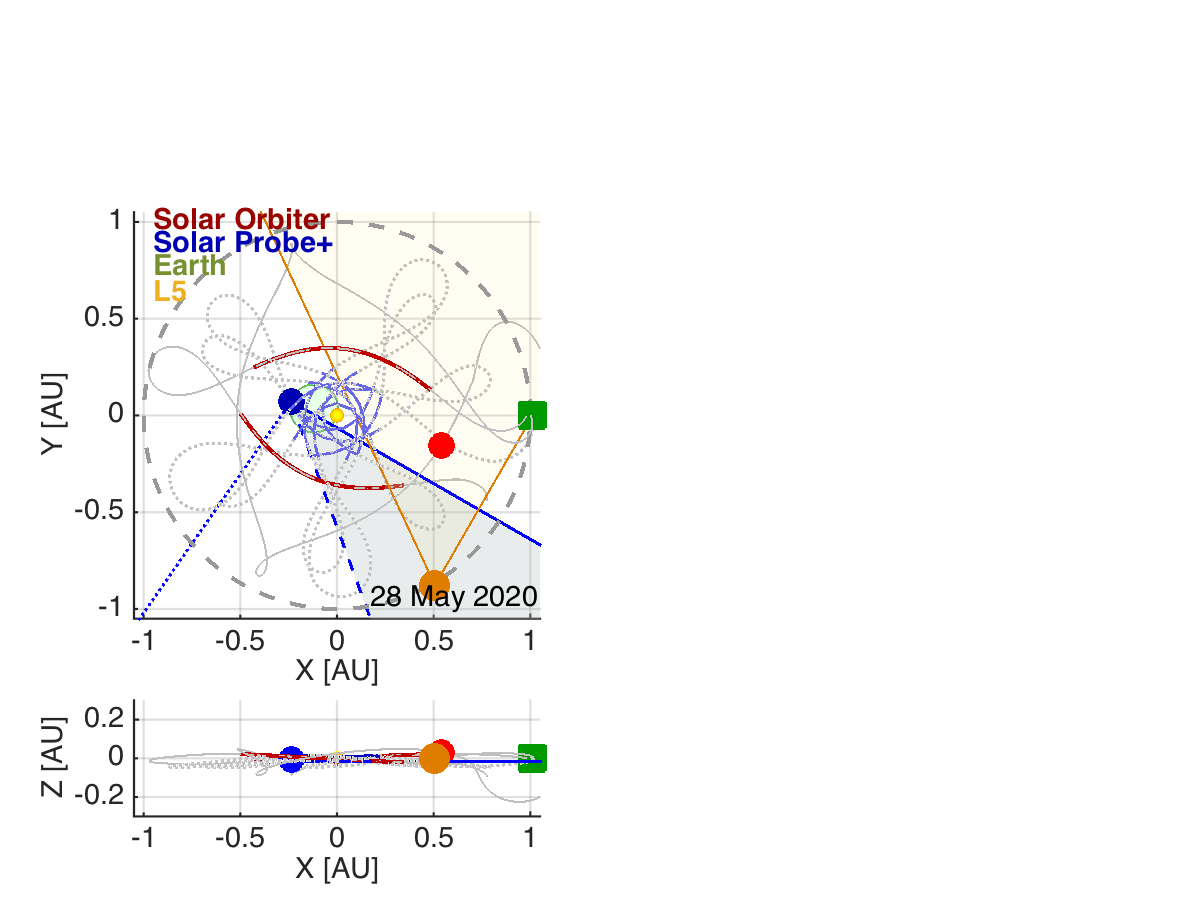 Solar Orbiter
Solar Probe+
Earth
L5
1
0.5
0
-0.5
-1
Y [AU]
28 May 2020
-1 -0.5 0 0.5 1
X [AU]
0.2
0
-0.2
Z [AU]
-1 -0.5 0 0.5 1
X [AU]